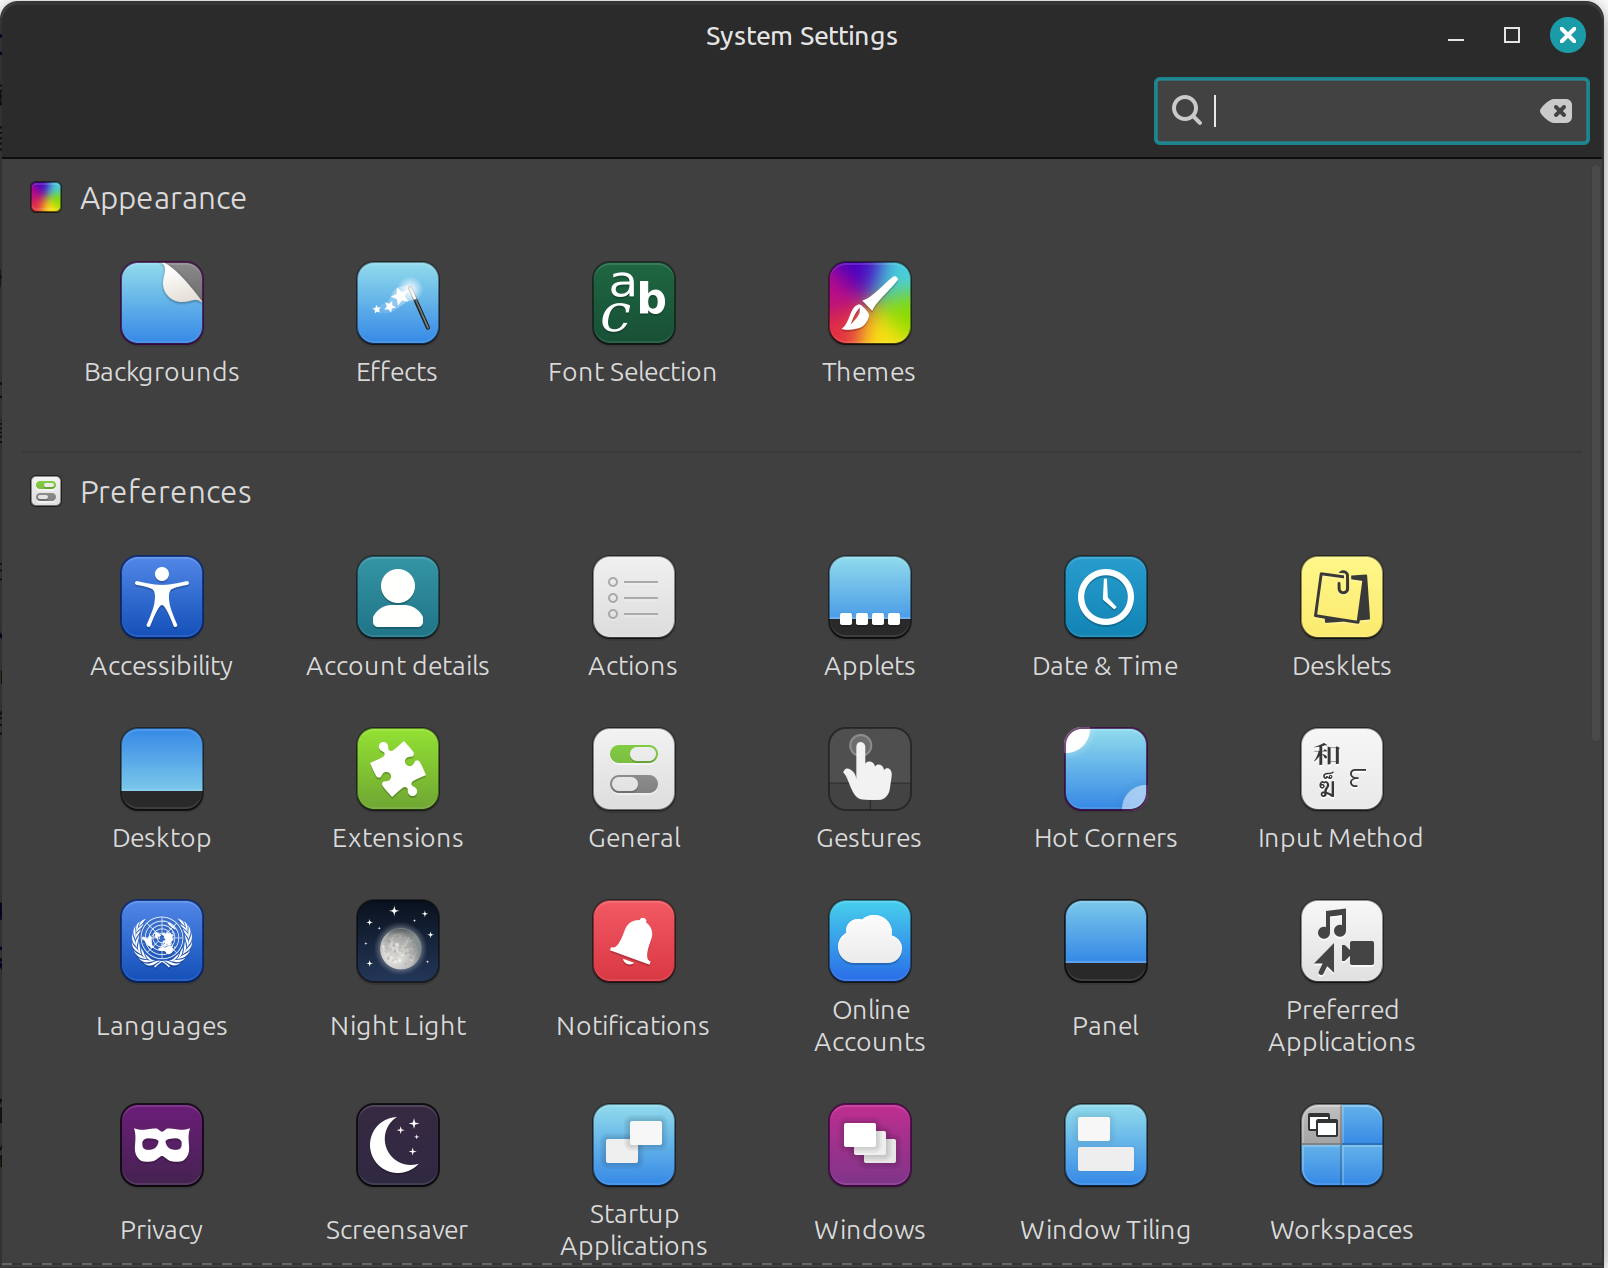 System Settings
Appearance
Backgrounds Effects Font Selection Themes
Preferences
Accessibility Account details Actions Applets Date & Time Desklets
Desktop Extensions General Gestures Hot Corners Input Method
Languages Night Light Notifications Online Accounts Panel Preferred Applications
Privacy Screensaver Startup Applications Windows Window Tiling Workspaces